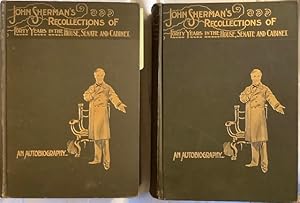 JOHN SHERMAN'S
RECOLLECTIONS OF
FORTY YEARS IN THE HOUSE, SENATE AND CABINET
AN AUTOBIOGRAPHY
JOHN SHERMAN'S
RECOLLECTIONS OF
FORTY YEARS IN THE HOUSE, SENATE AND CABINET
AN AUTOBIOGRAPHY